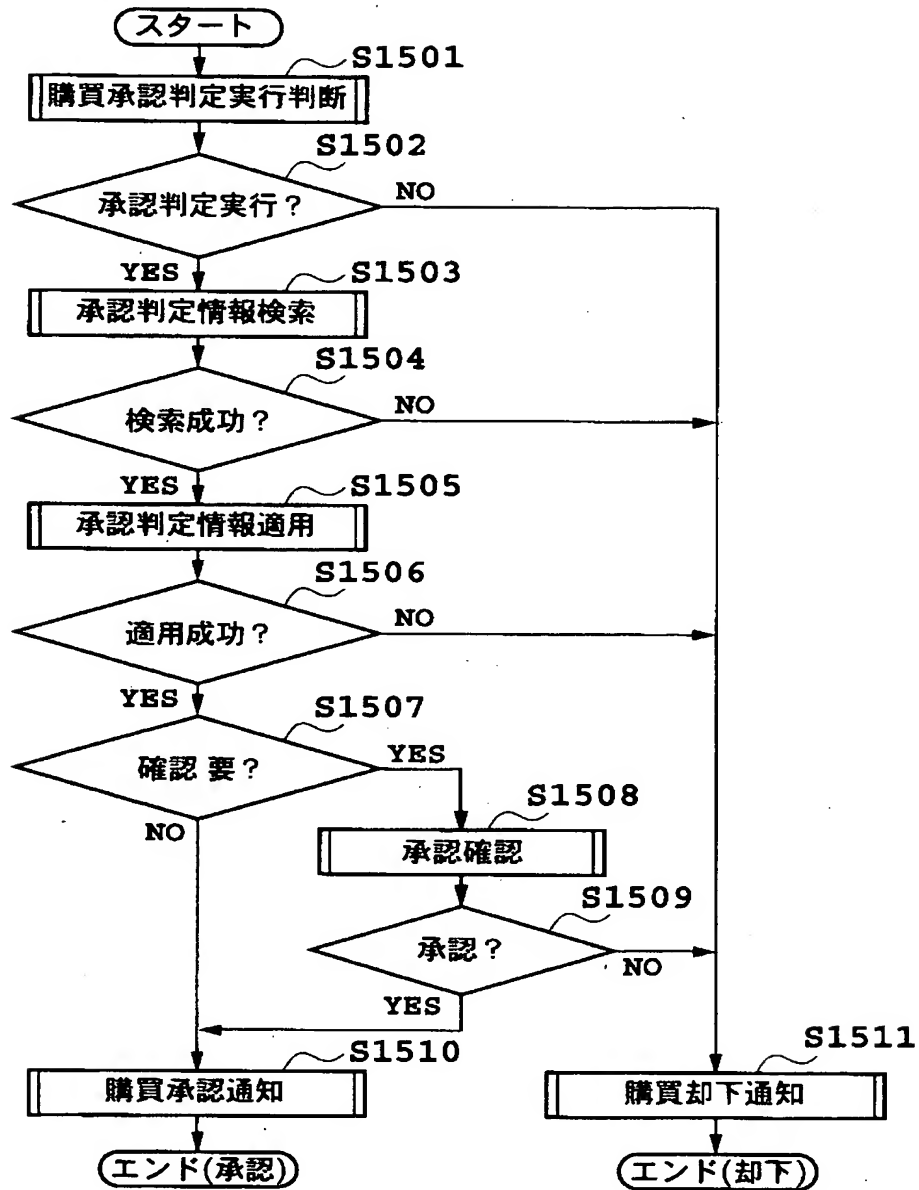 スタート
S1501
購買承認判定実行判断
S1502
承認判定実行?
NO
YES
S1503
承認判定情報検索
S1504
検索成功?
NO
YES
S1505
承認判定情報適用
S1506
適用成功?
NO
YES
S1507
確認 要?
YES
NO
S1508
承認確認
S1509
承認?
NO
YES
S1510
購買承認通知
S1511
購買却下通知
エンド(承認)
エンド(却下)